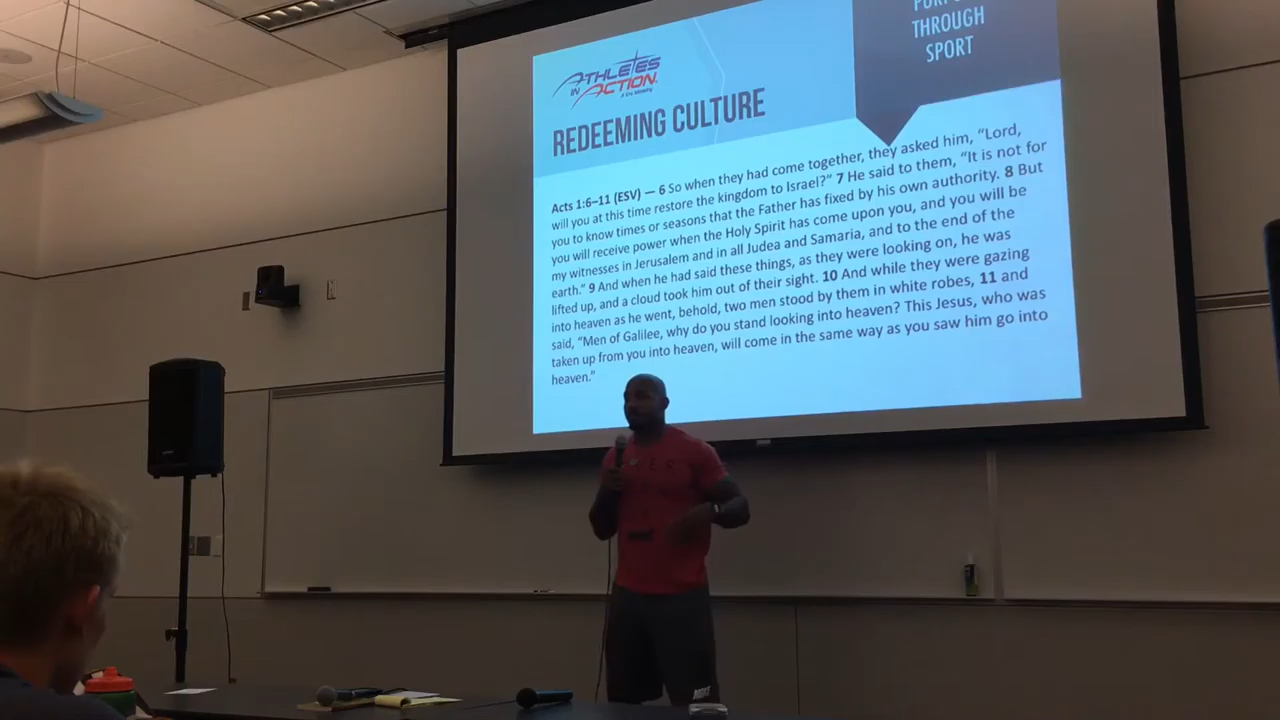 THROUGH
SPORT
ATHLETES
IN ACTION
REDEEMING CULTURE
Acts 1:6–11 (ESV) — 6 So when they had come together, they asked him, “Lord,
will you at this time restore the kingdom to Israel?” 7 He said to them, “It is not for
you to know times or seasons that the Father has fixed by his own authority. 8 But
you will receive power when the Holy Spirit has come upon you, and you will be
my witnesses in Jerusalem and in all Judea and Samaria, and to the end of the
earth.” 9 And when he had said these things, as they were looking on, he was
lifted up, and a cloud took him out of their sight. 10 And while they were gazing
into heaven as he went, behold, two men stood by them in white robes, 11 and
said, “Men of Galilee, why do you stand looking into heaven? This Jesus, who was
taken up from you into heaven, will come in the same way as you saw him go into
heaven.”